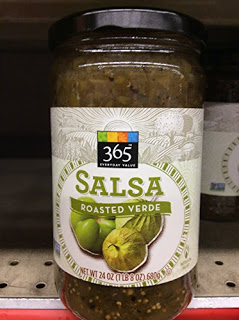 365
EVERYDAY VALUE
SALSA
ROASTED VERDE
NET WT 24 OZ (1 LB 8 OZ) 680g